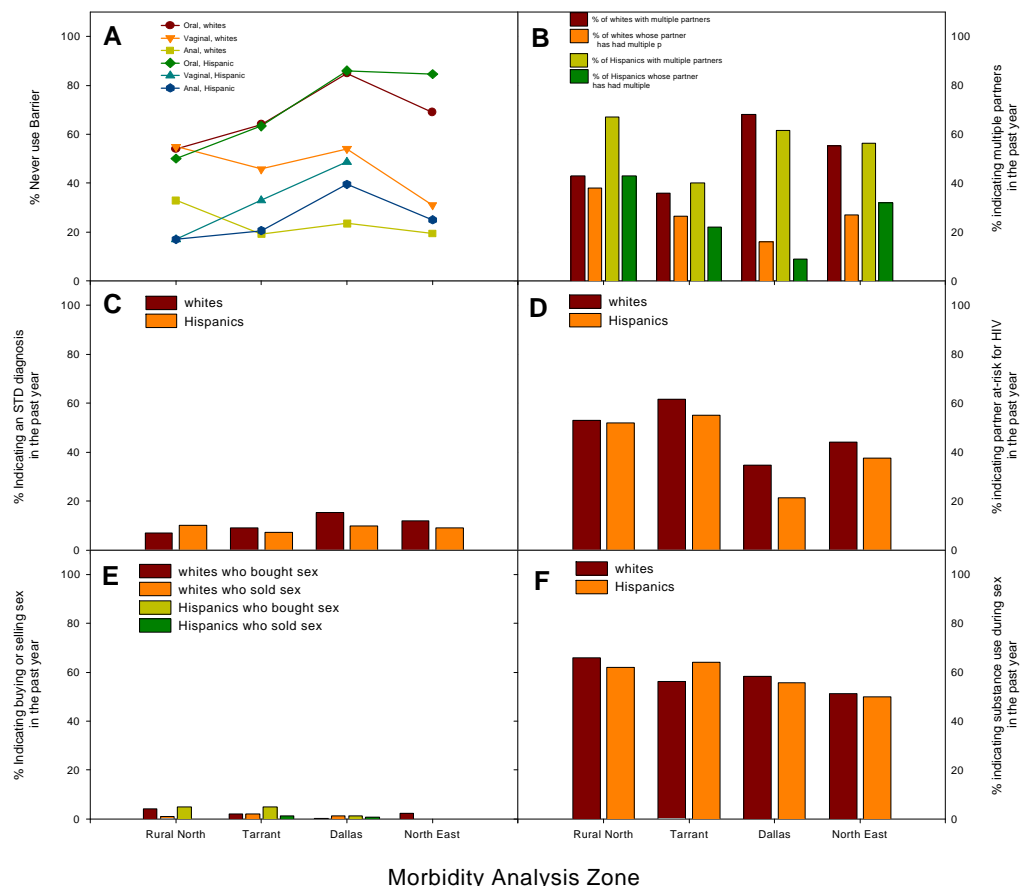 A
Oral, whites
Vaginal, whites
Anal, whites
Oral, Hispanic
Vaginal, Hispanic
Anal, Hispanic
% Never use Barrier
100
80
60
40
20
0
B
% of whites with multiple partners
% of whites whose partner
has had multiple p
% of Hispanics with multiple partners
% of Hispanics whose partner
has had multiple
100
80
60
40
20
0
% indicating multiple partners
in the past year
C
whites
Hispanics
% Indicating an STD diagnosis
in the past year
100
80
60
40
20
0
D
whites
Hispanics
100
80
60
40
20
0
% indicating partner at-risk for HIV
in the past year
E
whites who bought sex
whites who sold sex
Hispanics who bought sex
Hispanics who sold sex
% Indicating buying or selling sex
in the past year
100
80
60
40
20
0
Rural North
Tarrant
Dallas
North East
F
whites
Hispanics
100
80
60
40
20
0
% indicating substance use during sex
in the past year
Rural North
Tarrant
Dallas
North East
Morbidity Analysis Zone